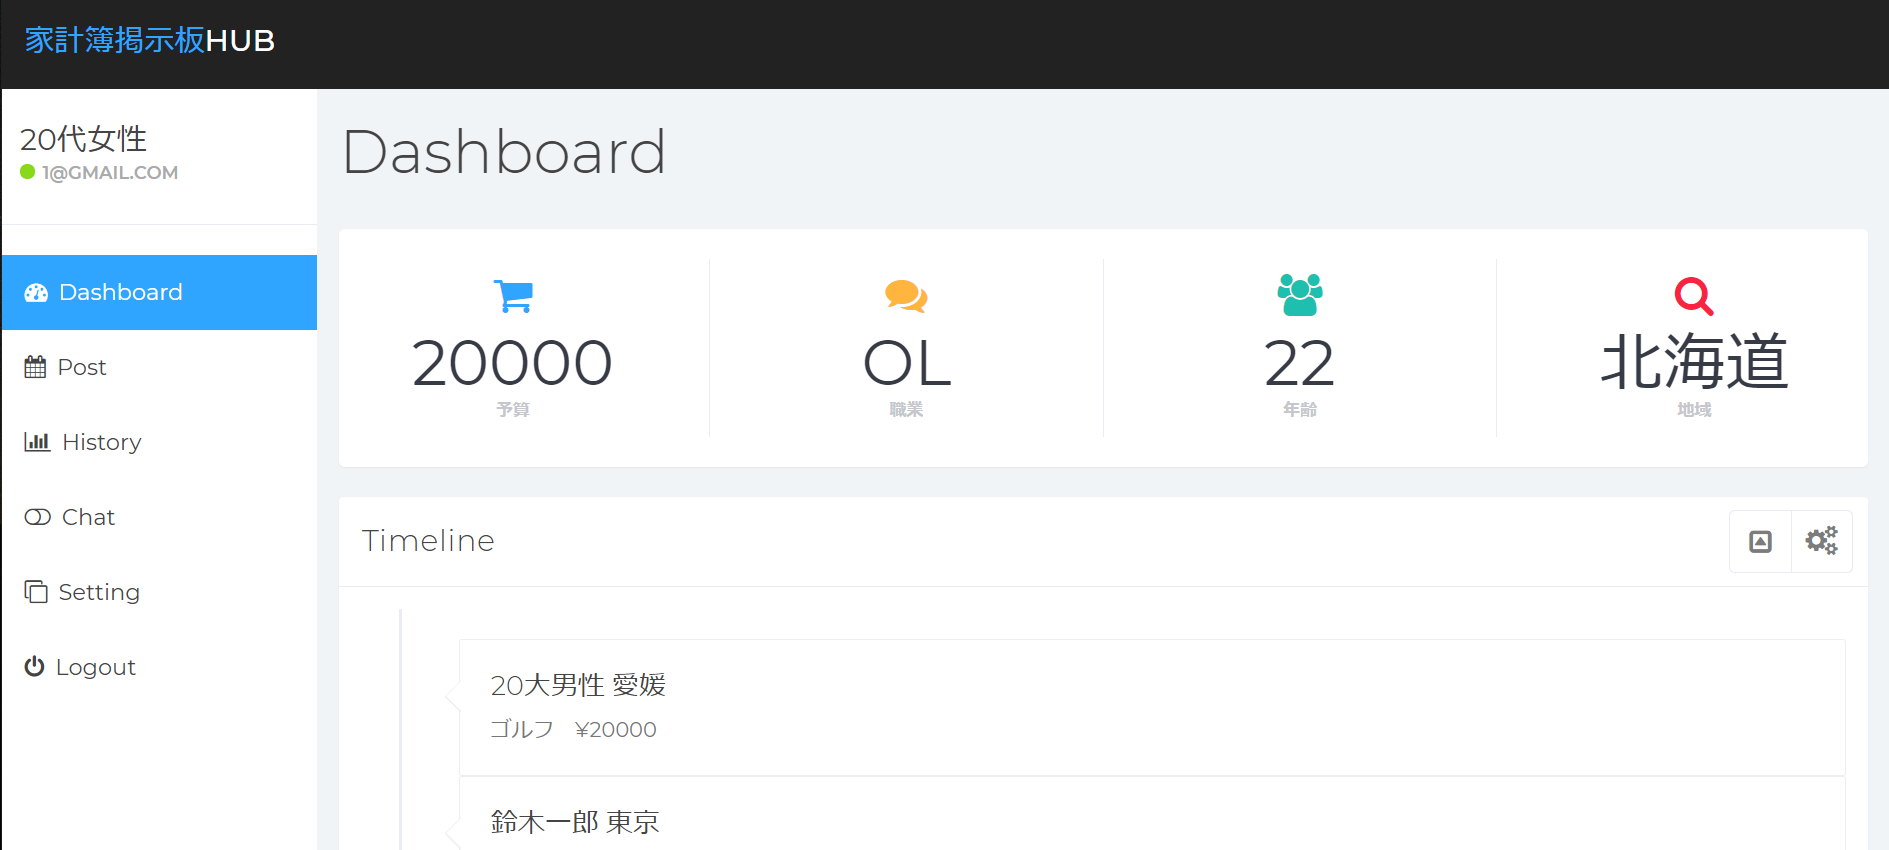 家計簿掲示板HUB
20代女性
1@GMAIL.COM
Dashboard
Post
History
Chat
Setting
Logout
Dashboard
20000
予算
OL
職業
22
年齢
北海道
地域
Timeline
20大男性 愛媛
ゴルフ　¥20000
鈴木一郎 東京